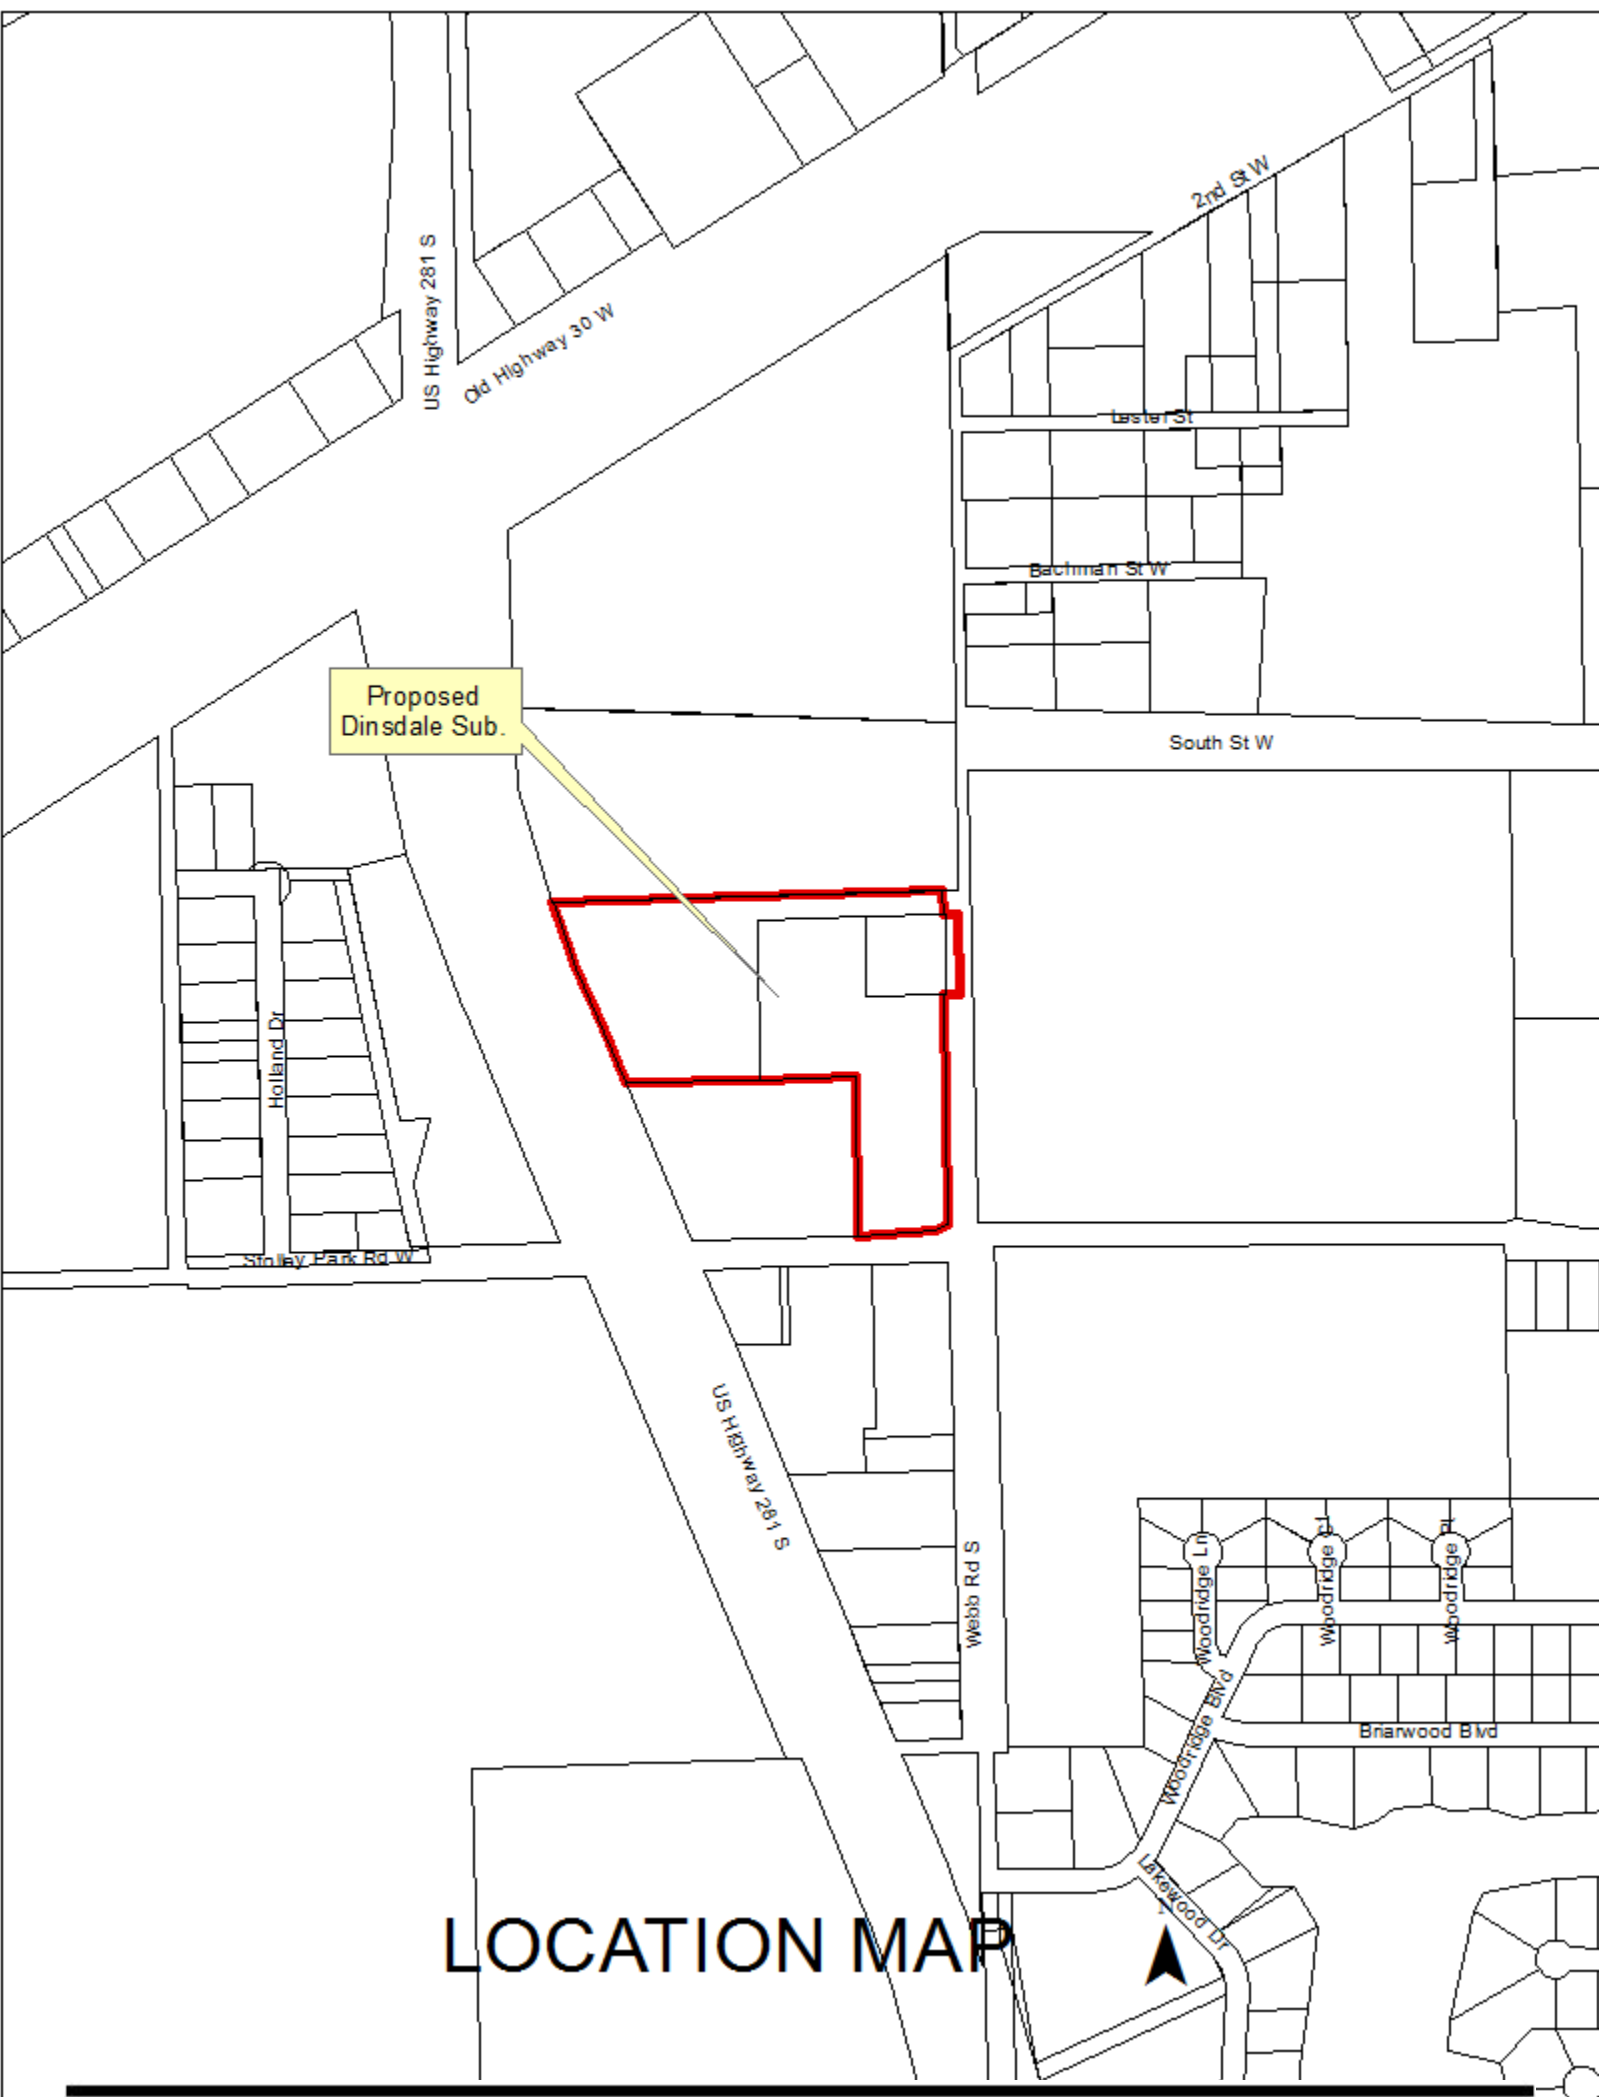 2nd St W
US Highway 281 S
Old Highway 30 W
Lester St
Bachman St W
Proposed
Dinsdale Sub.
South St W
Holland Dr
Stolley Park Rd W
US Highway 281 S
Webb Rd S
Woodridge Ln
Woodridge Ct
Woodridge Pl
Woodridge Blvd
Briarwood Blvd
Lakewood Dr
N
LOCATION MAP